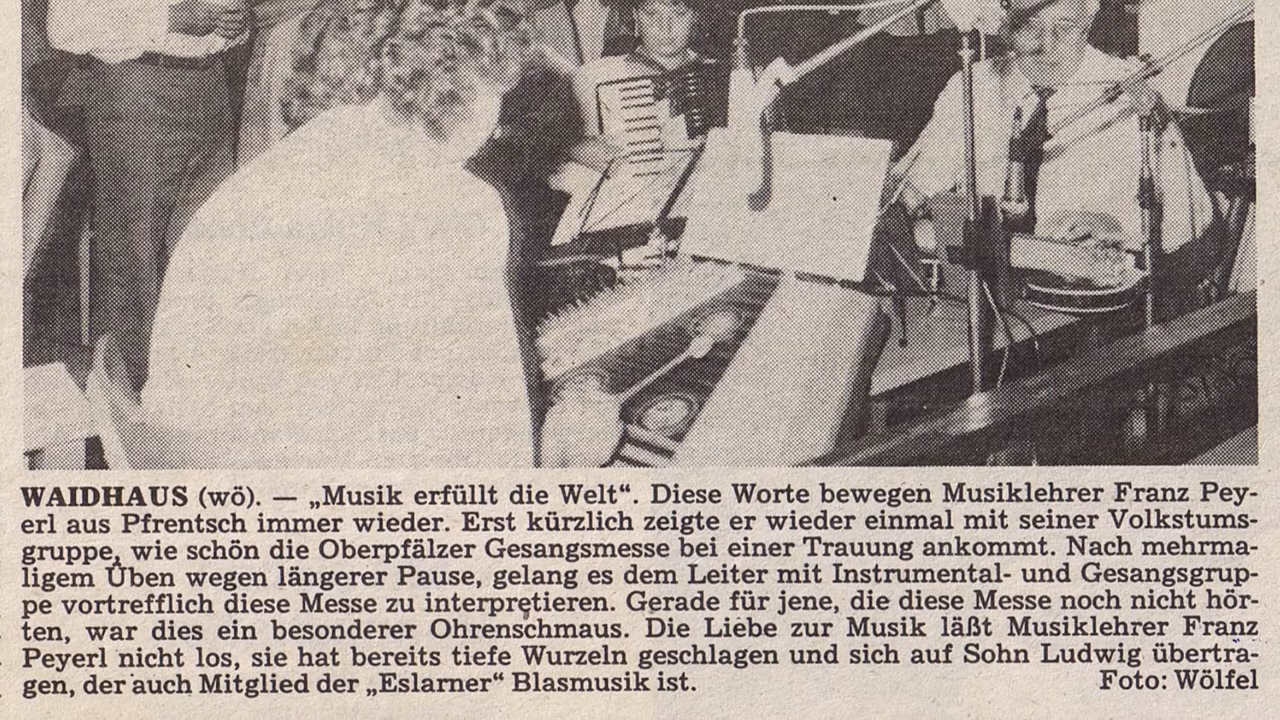 WAIDHAUS (wö). — „Musik erfüllt die Welt“. Diese Worte bewegen Musiklehrer Franz Pey-
erl aus Pfrentsch immer wieder. Erst kürzlich zeigte er wieder einmal mit seiner Volkstums-
gruppe, wie schön die Oberpfälzer Gesangsmesse bei einer Trauung ankommt. Nach mehrma-
ligem Üben wegen längerer Pause, gelang es dem Leiter mit Instrumental- und Gesangsgrup-
pe vortrefflich diese Messe zu interpretieren. Gerade für jene, die diese Messe noch nicht hör-
ten, war dies ein besonderer Ohrenschmaus. Die Liebe zur Musik läßt Musiklehrer Franz
Peyerl nicht los, sie hat bereits tiefe Wurzeln geschlagen und sich auf Sohn Ludwig übertra-
gen, der auch Mitglied der „Eslarner“ Blasmusik ist. Foto: Wölfel